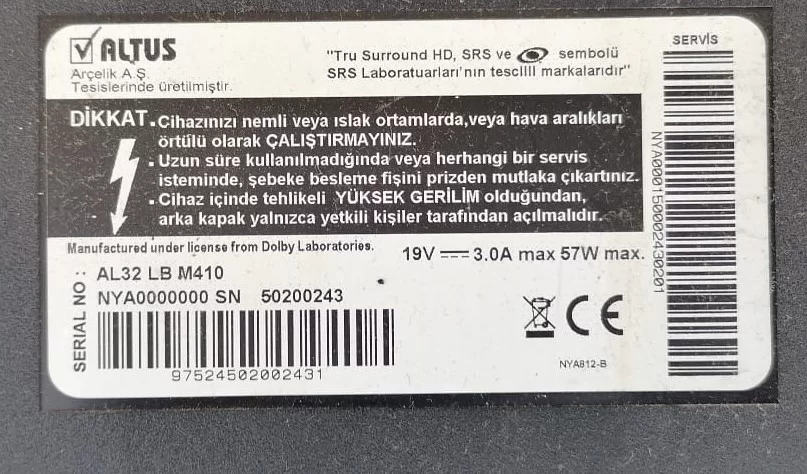 ALTUS
Arçelik A.Ş.
Tesislerinde üretilmiştir.
"Tru Surround HD, SRS ve sembolü
SRS Laboratuarları'nın tescilli markalarıdır"
SERVİS
DİKKAT
.Cihazınızı nemli veya ıslak ortamlarda,veya hava aralıkları
örtülü olarak ÇALIŞTIRMAYINIZ.
. Uzun süre kullanılmadığında veya herhangi bir servis
isteminde, şebeke besleme fişini prizden mutlaka çıkartınız.
. Cihaz içinde tehlikeli YÜKSEK GERİLİM olduğundan,
arka kapak yalnızca yetkili kişiler tarafından açılmalıdır.
Manufactured under license from Dolby Laboratories.
19V 3.0A max 57W max.
SERIAL NO :
AL32 LB M410
NYA0000000 SN 50200243
97524502002431
CE
NYA812-B
NYA000150002430201